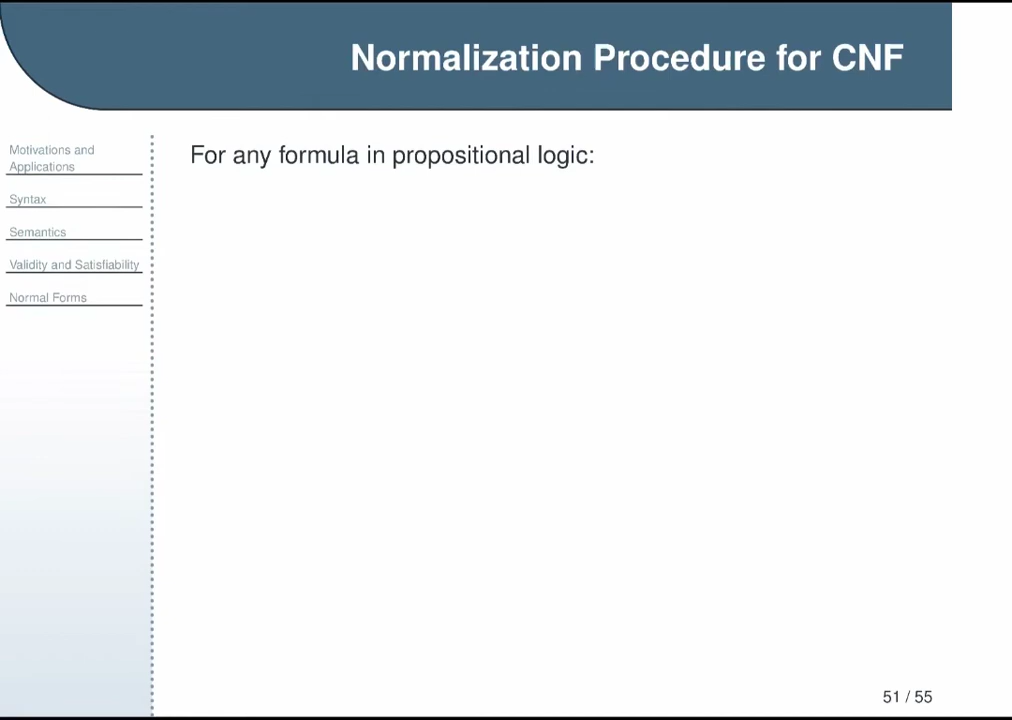 Normalization Procedure for CNF
Motivations and
Applications
Syntax
Semantics
Validity and Satisfiability
Normal Forms
For any formula in propositional logic:
51 / 55